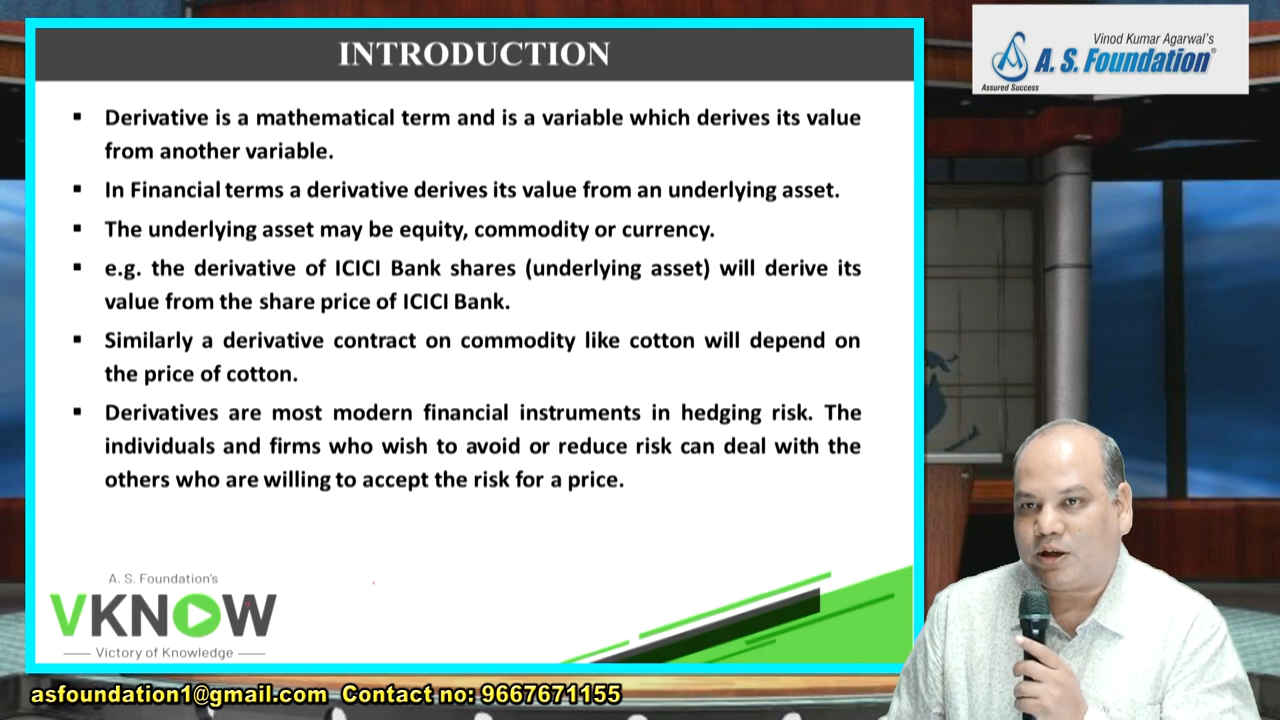 INTRODUCTION
Vinod Kumar Agarwal's
A. S. Foundation®
Assured Success
▪ Derivative is a mathematical term and is a variable which derives its value
from another variable.
▪ In Financial terms a derivative derives its value from an underlying asset.
▪ The underlying asset may be equity, commodity or currency.
▪ e.g. the derivative of ICICI Bank shares (underlying asset) will derive its
value from the share price of ICICI Bank.
▪ Similarly a derivative contract on commodity like cotton will depend on
the price of cotton.
▪ Derivatives are most modern financial instruments in hedging risk. The
individuals and firms who wish to avoid or reduce risk can deal with the
others who are willing to accept the risk for a price.
A. S. Foundation's
VKNOW
Victory of Knowledge
asfoundation1@gmail.com Contact no: 9667671155